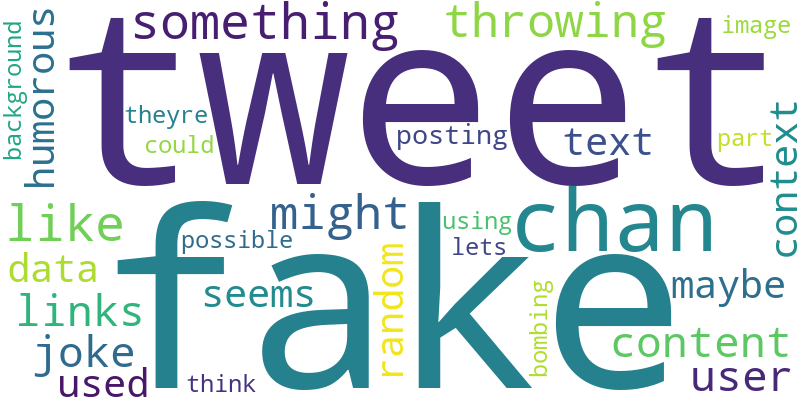 something throwing image
tweet
background
humorous
theyre
could
posting text part
context
like might using chan
possible lets
fake
data
seems
random
links
bombing
maybe
joke
content
used think user